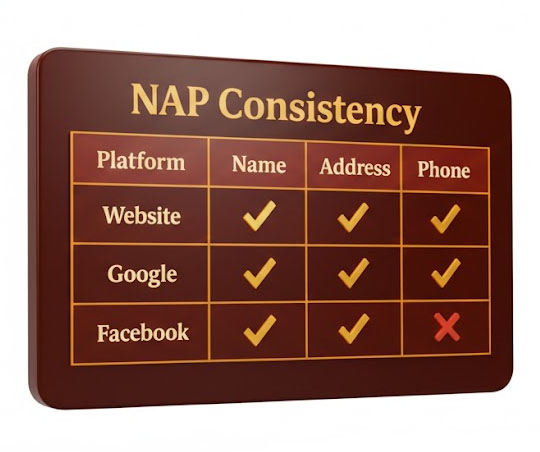 NAP Consistency
Platform Name Address Phone
Website ✓ ✓ ✓
Google ✓ ✓ ✓
Facebook ✓ ✓ ✗